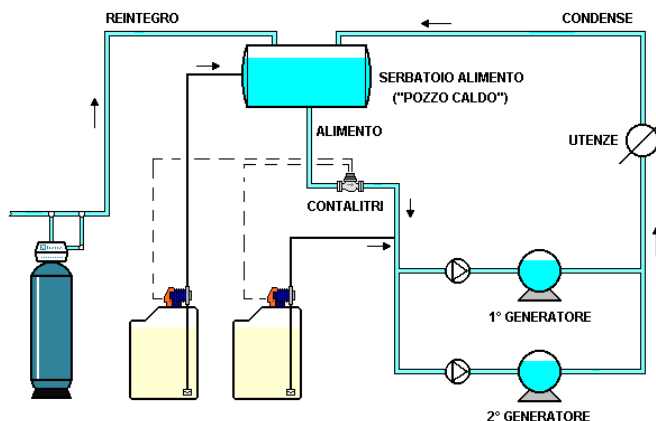 REINTEGRO
CONDENSE
SERBATOIO ALIMENTO
("POZZO CALDO")
ALIMENTO
UTENZE
CONTALITRI
1° GENERATORE
2° GENERATORE